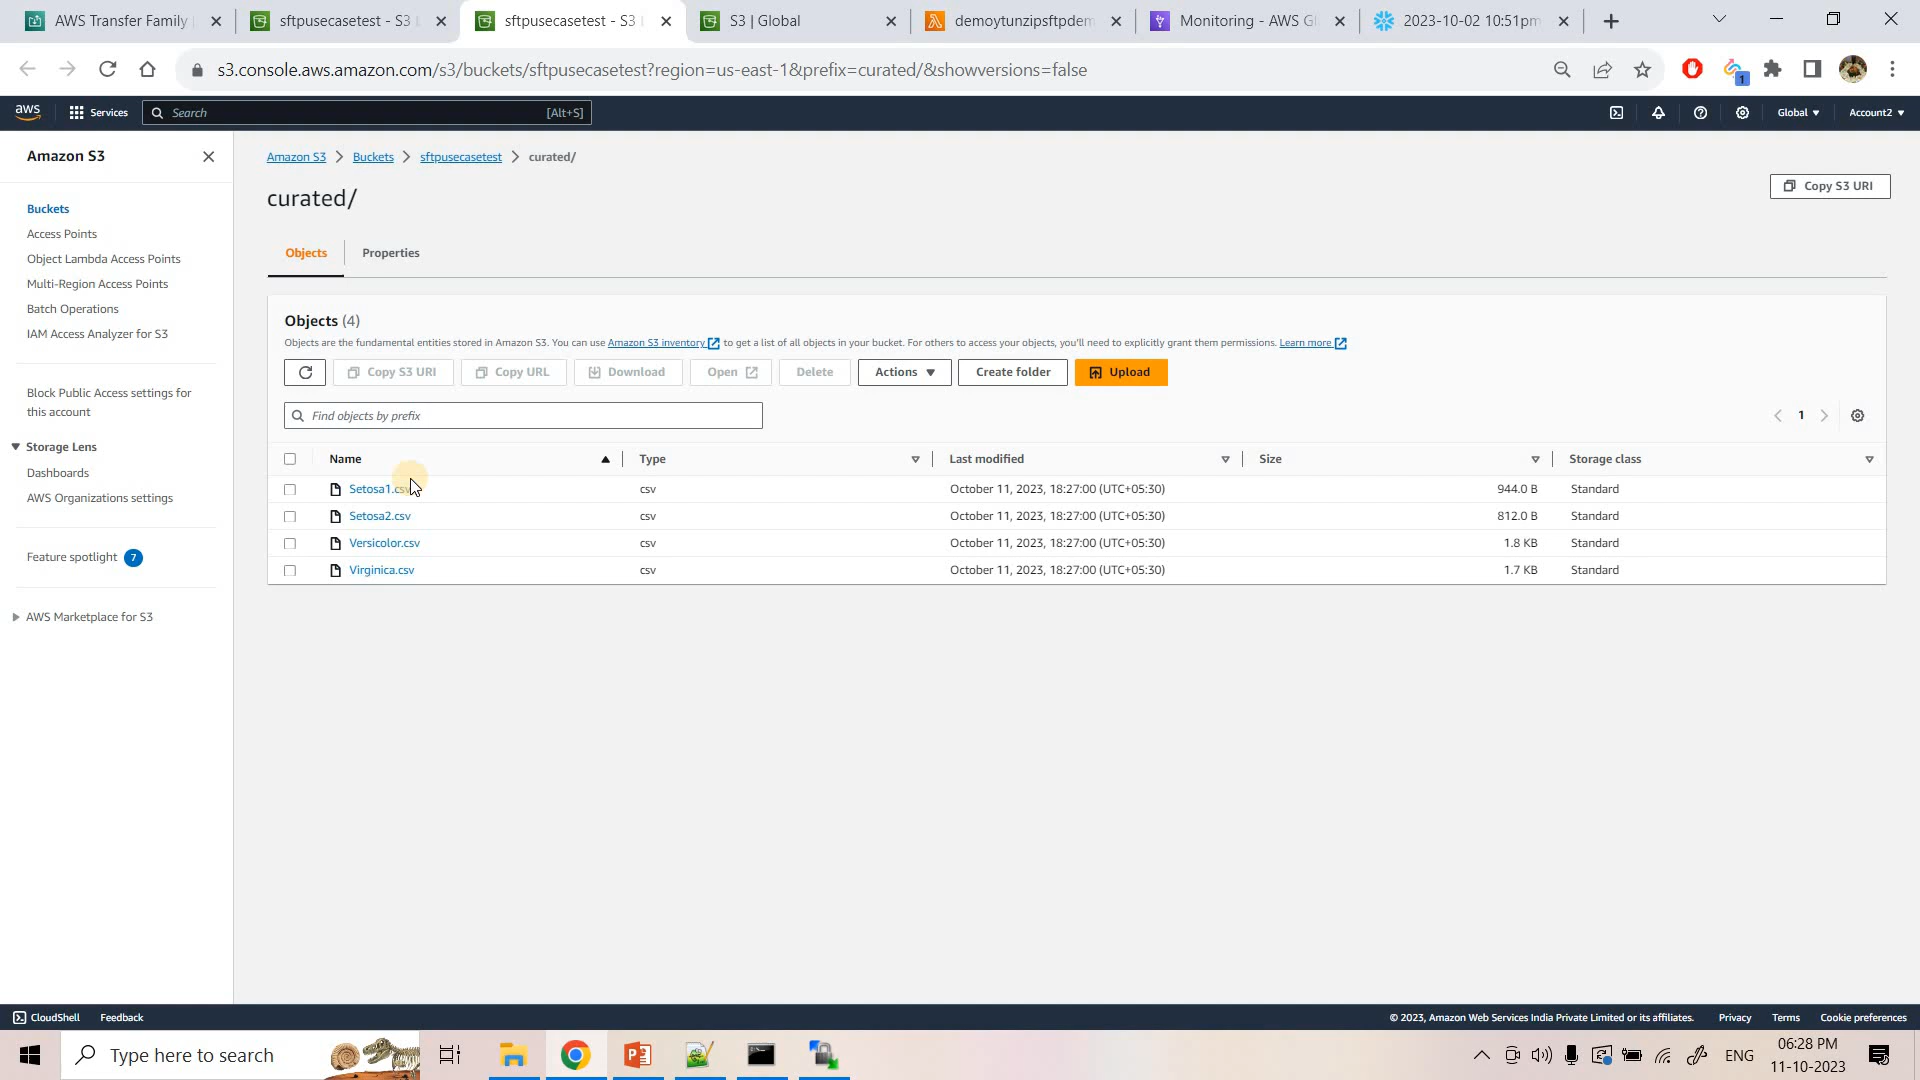 AWS Transfer Family
sftpusecasetest - S3
sftpusecasetest - S3
S3 | Global
demoytunzipsftpdem
Monitoring - AWS Gl
2023-10-02 10:51pm
s3.console.aws.amazon.com/s3/buckets/sftpusecasetest?region=us-east-1&prefix=curated/&showversions=false
1
aws
Services
Search
[Alt+S]
Global
Account2
Amazon S3
Buckets
Access Points
Object Lambda Access Points
Multi-Region Access Points
Batch Operations
IAM Access Analyzer for S3
Block Public Access settings for
this account
Storage Lens
Dashboards
AWS Organizations settings
Feature spotlight 7
AWS Marketplace for S3
Amazon S3 > Buckets > sftpusecasetest > curated/
curated/
Copy S3 URI
Objects
Properties
Objects (4)
Objects are the fundamental entities stored in Amazon S3. You can use Amazon S3 inventory to get a list of all objects in your bucket. For others to access your objects, you'll need to explicitly grant them permissions. Learn more
Copy S3 URI
Copy URL
Download
Open
Delete
Actions
Create folder
Upload
Find objects by prefix
< 1 >
Name Type Last modified Size Storage class
Setosa1.csv csv October 11, 2023, 18:27:00 (UTC+05:30) 944.0 B Standard
Setosa2.csv csv October 11, 2023, 18:27:00 (UTC+05:30) 812.0 B Standard
Versicolor.csv csv October 11, 2023, 18:27:00 (UTC+05:30) 1.8 KB Standard
Virginica.csv csv October 11, 2023, 18:27:00 (UTC+05:30) 1.7 KB Standard
CloudShell
Feedback
© 2023, Amazon Web Services India Private Limited or its affiliates.
Privacy
Terms
Cookie preferences
Type here to search
ENG
06:28 PM
11-10-2023